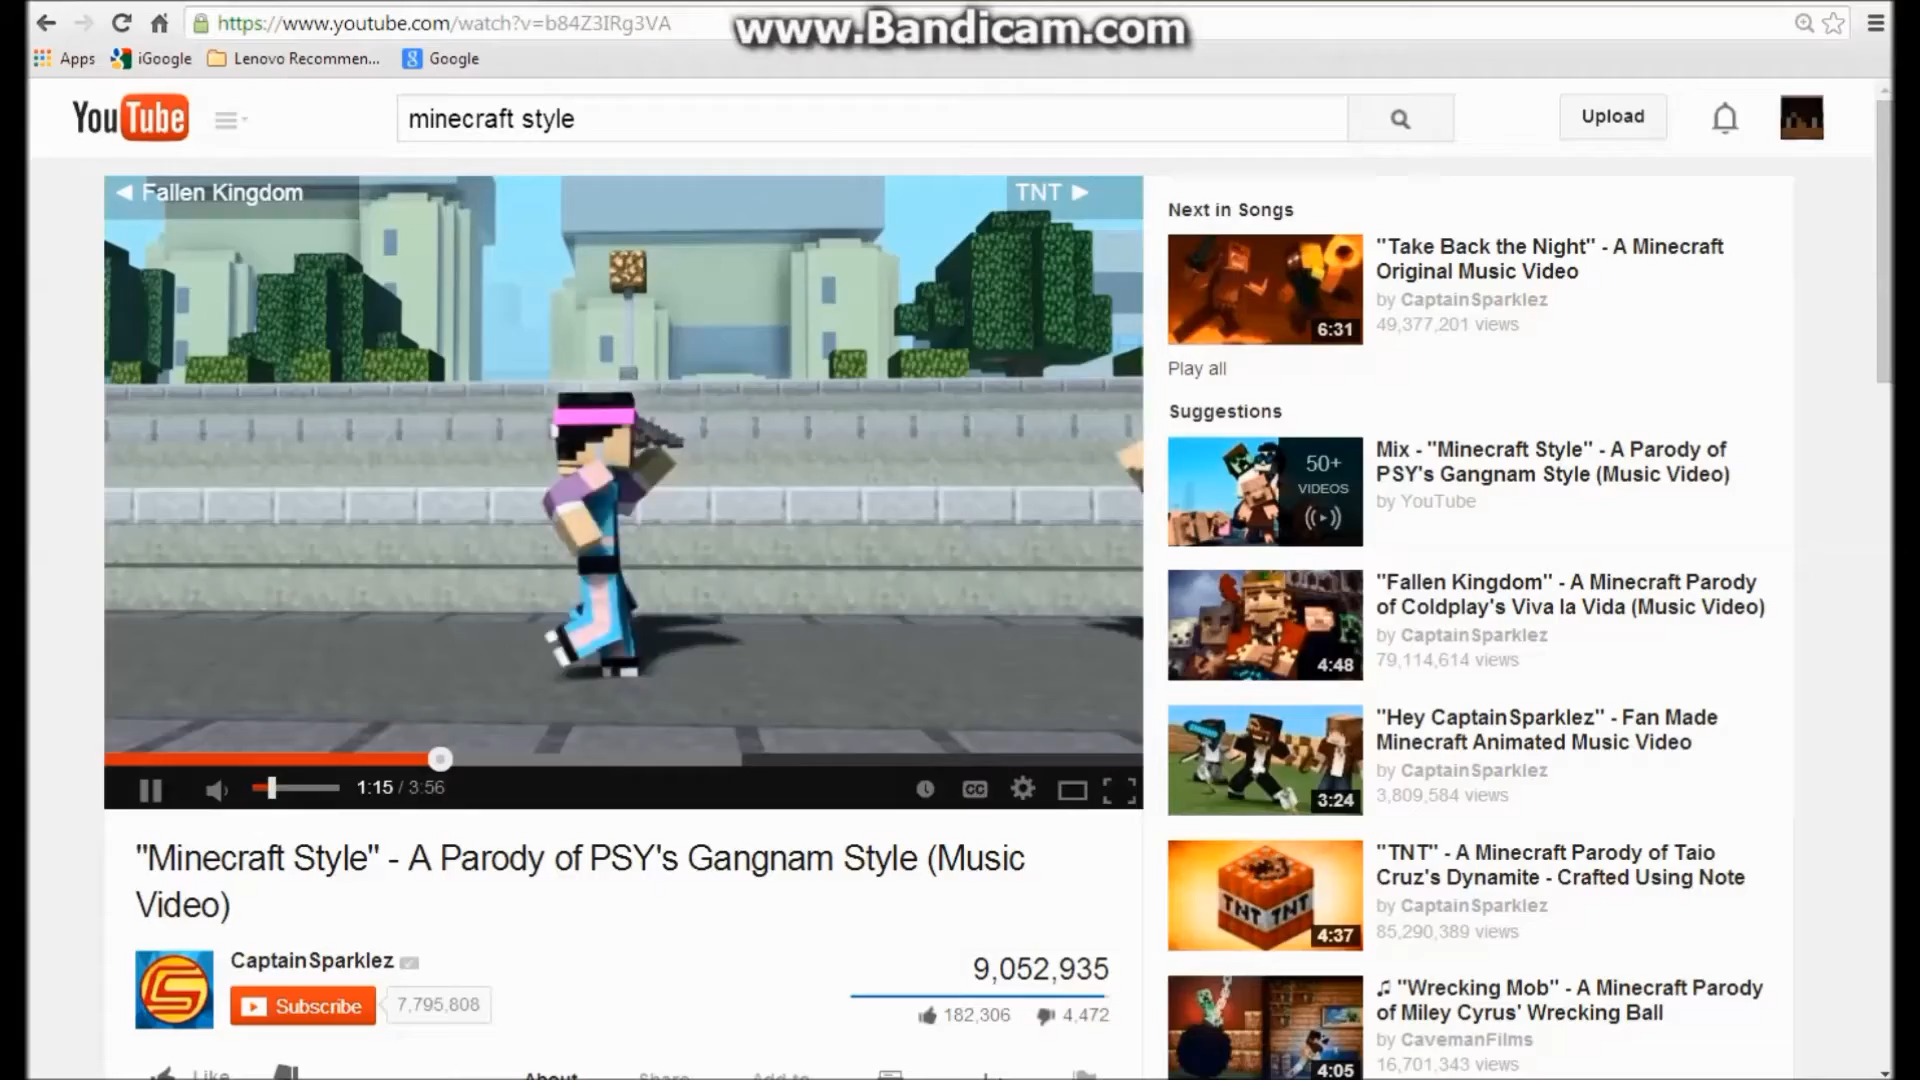 https://www.youtube.com/watch?v=b84Z3IRg3VA
www.Bandicam.com
Apps
iGoogle
Lenovo Recommen...
Google
YouTube
minecraft style
Upload
Fallen Kingdom
TNT
1:15 / 3:56
CC
"Minecraft Style" - A Parody of PSY's Gangnam Style (Music
Video)
CaptainSparklez
Subscribe
7,795,808
9,052,935
182,306
4,472
Like
About
Share
Add to
Next in Songs
"Take Back the Night" - A Minecraft
Original Music Video
by CaptainSparklez
49,377,201 views
6:31
Play all
Suggestions
50+
VIDEOS
Mix - "Minecraft Style" - A Parody of
PSY's Gangnam Style (Music Video)
by YouTube
"Fallen Kingdom" - A Minecraft Parody
of Coldplay's Viva la Vida (Music Video)
by CaptainSparklez
79,114,614 views
4:48
"Hey CaptainSparklez" - Fan Made
Minecraft Animated Music Video
by CaptainSparklez
3,809,584 views
3:24
"TNT" - A Minecraft Parody of Taio
Cruz's Dynamite - Crafted Using Note
by CaptainSparklez
85,290,389 views
TNT TNT
4:37
♫ "Wrecking Mob" - A Minecraft Parody
of Miley Cyrus' Wrecking Ball
by CavemanFilms
16,701,343 views
4:05